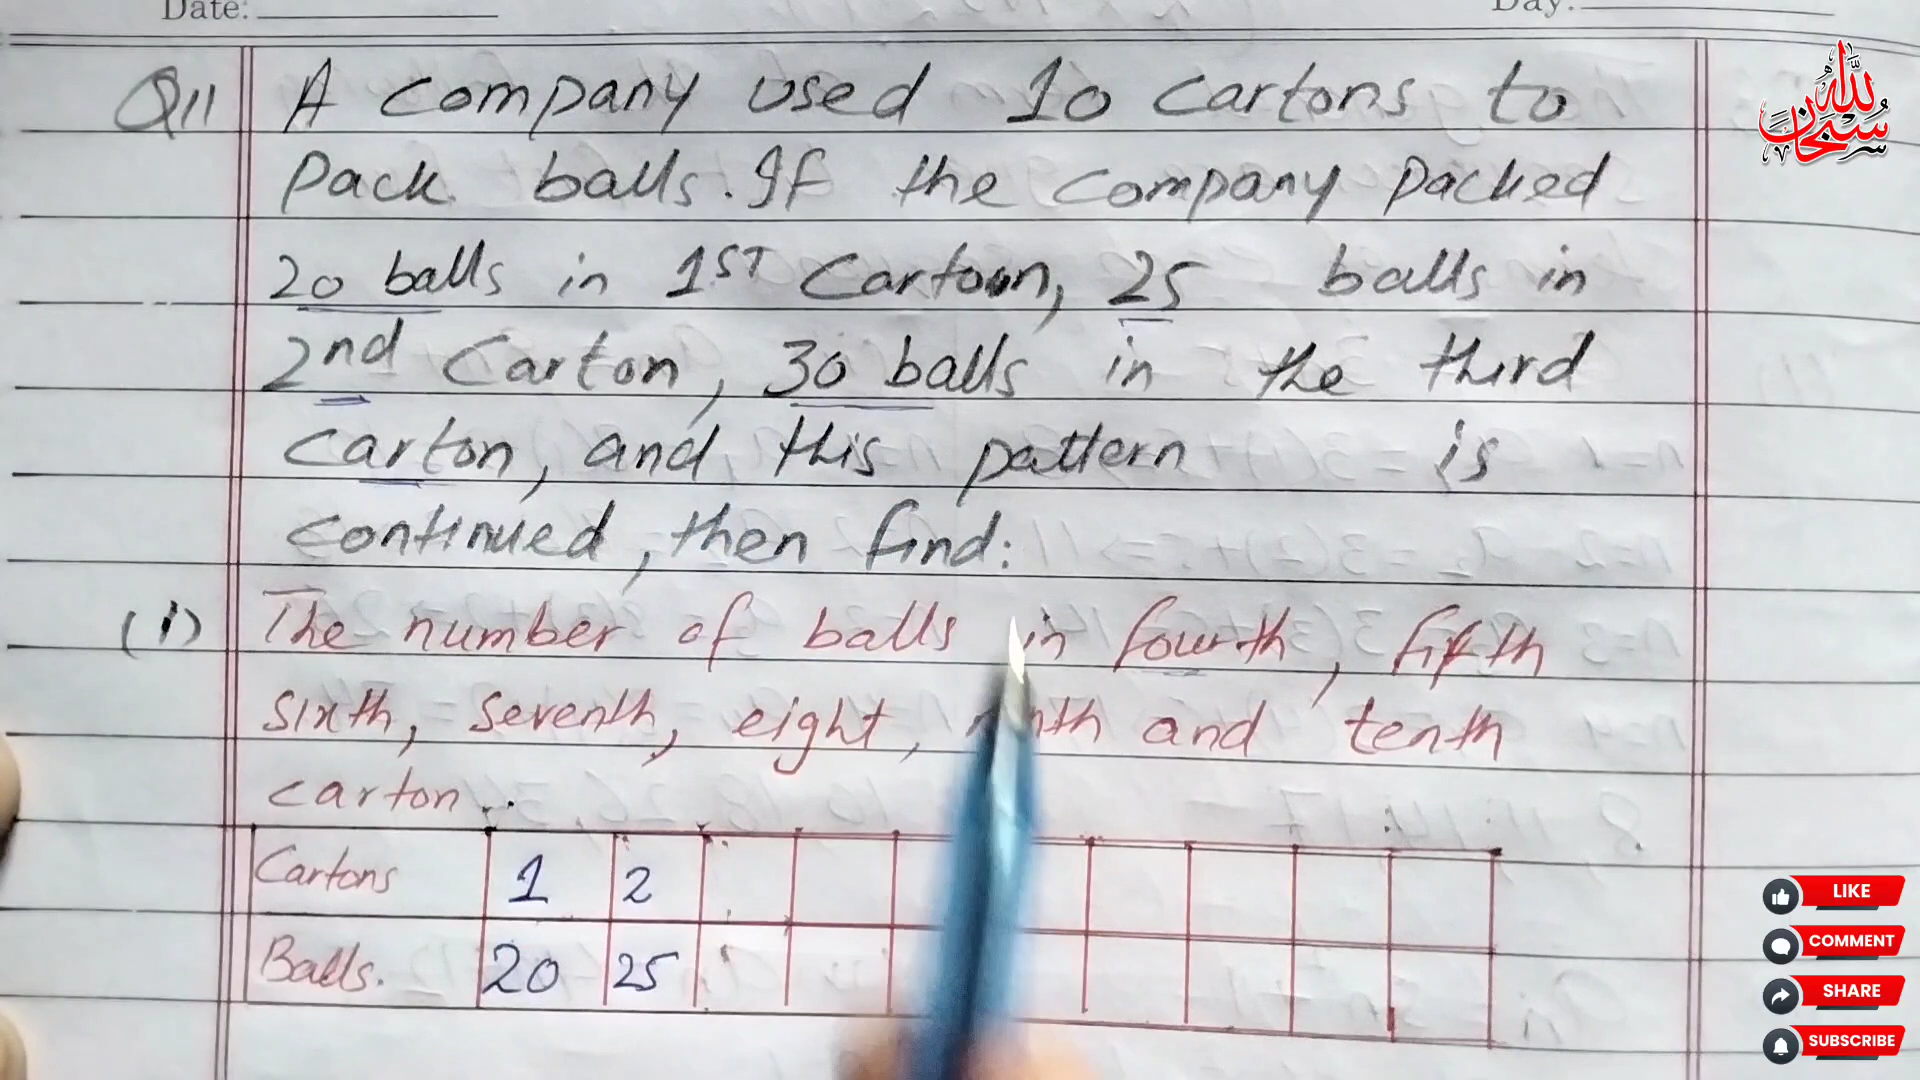 Date:
Day:
Q11 A company used 10 cartons to
Pack balls. If the company packed
20 balls in 1ST Cartoon, 25 balls in
2nd Carton, 30 balls in the third
carton, and this pattern is
continued, then find:
(i) The number of balls in fourth, fifth
sixth, seventh, eight, and tenth
carton.
Cartons 1 2
Balls. 20 25
سُبْحَانَ اللّٰه
LIKE
COMMENT
SHARE
SUBSCRIBE